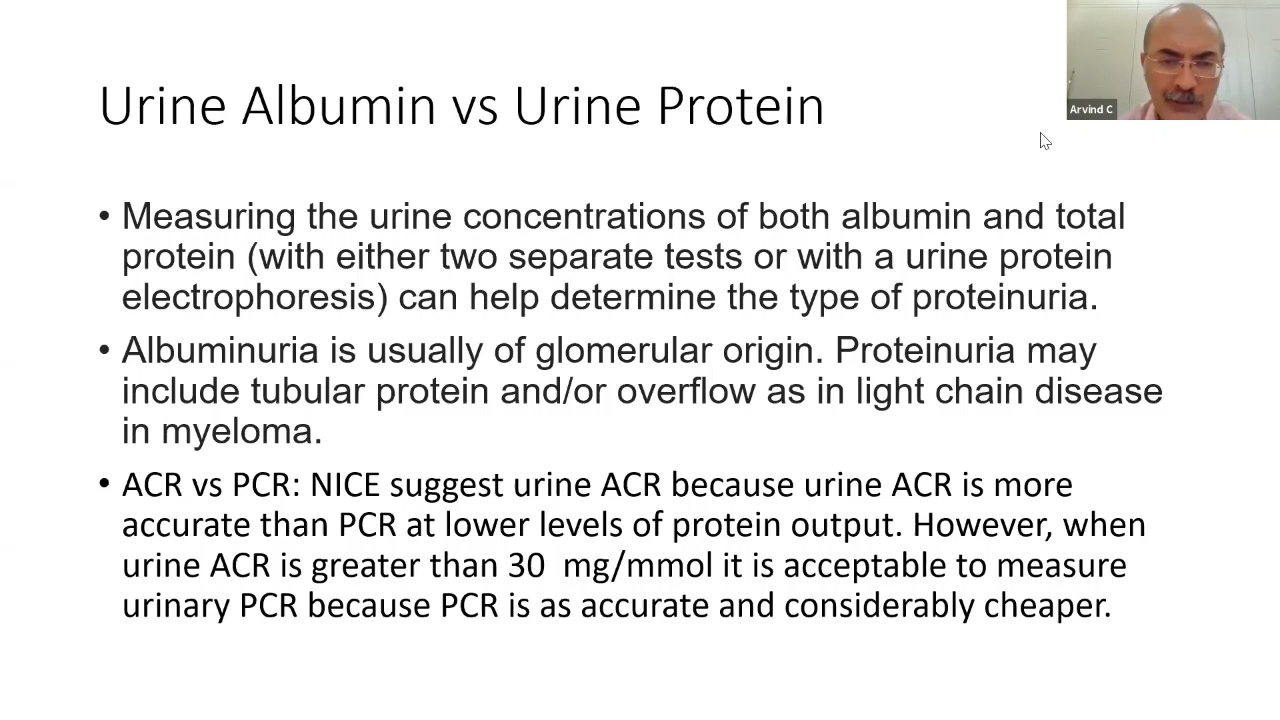 Urine Albumin vs Urine Protein
Arvind C
• Measuring the urine concentrations of both albumin and total
protein (with either two separate tests or with a urine protein
electrophoresis) can help determine the type of proteinuria.
• Albuminuria is usually of glomerular origin. Proteinuria may
include tubular protein and/or overflow as in light chain disease
in myeloma.
• ACR vs PCR: NICE suggest urine ACR because urine ACR is more
accurate than PCR at lower levels of protein output. However, when
urine ACR is greater than 30  mg/mmol it is acceptable to measure
urinary PCR because PCR is as accurate and considerably cheaper.